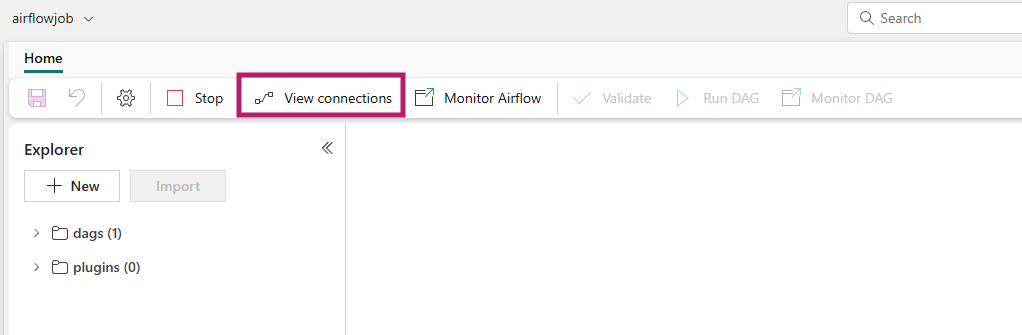 airflowjob
Search
Home
Stop View connections Monitor Airflow Validate Run DAG Monitor DAG
Explorer
New Import
dags (1)
plugins (0)